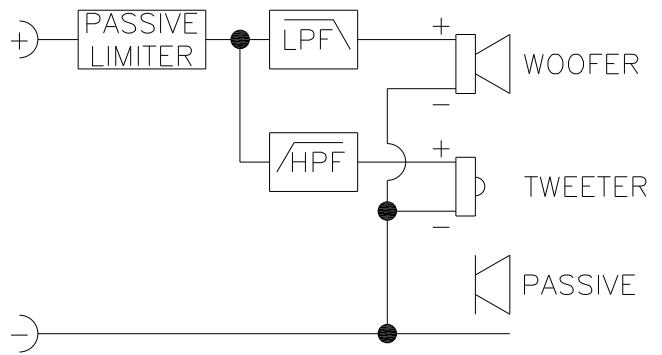 +
PASSIVE
LIMITER
LPF
+
WOOFER
−
HPF
+
TWEETER
−
PASSIVE
−